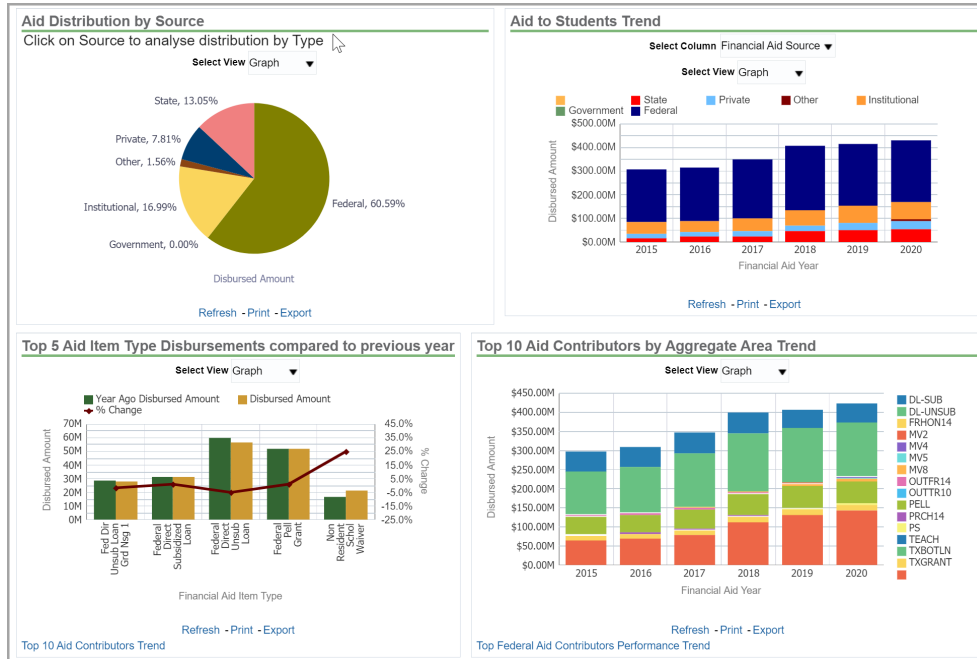 Aid Distribution by Source
Click on Source to analyse distribution by Type
Select View Graph
State, 13.05%
Private, 7.81%
Other, 1.56%
Institutional, 16.99%
Government, 0.00%
Federal, 60.59%
Disbursed Amount
Refresh - Print - Export
Aid to Students Trend
Select Column Financial Aid Source
Select View Graph
State Private Other Institutional
Government Federal
$500.00M
$300.00M
$200.00M
$100.00M
$0.00M
Disbursed Amount
2015 2016 2017 2018 2019 2020
Financial Aid Year
Refresh - Print - Export
Top 5 Aid Item Type Disbursements compared to previous year
Select View Graph
Year Ago Disbursed Amount Disbursed Amount
% Change
70M
60M
50M
40M
30M
20M
10M
0M
Disbursed Amount
45.0%
35.0%
25.0%
15.0%
5.0%
-5.0%
-15.0%
-25.0%
% Change
Fed Dir
Unsub Loan
Grd Nsg 1
Federal
Direct
Subsidized
Loan
Federal
Direct
Unsub
Loan
Federal
Pell
Grant
Non
Resident
Schol
Waiver
Financial Aid Item Type
Refresh - Print - Export
Top 10 Aid Contributors Trend
Top 10 Aid Contributors by Aggregate Area Trend
Select View Graph
$450.00M
$400.00M
$350.00M
$300.00M
$250.00M
$200.00M
$150.00M
$100.00M
$50.00M
$0.00M
Disbursed Amount
2015 2016 2017 2018 2019 2020
Financial Aid Year
DL-SUB
DL-UNSUB
FRHON14
MV2
MV4
MV5
MV8
OUTFR14
OUTTR10
PELL
PRCH14
PS
TEACH
TXBOTLN
TXGRANT
Refresh - Print - Export
Top Federal Aid Contributors Performance Trend